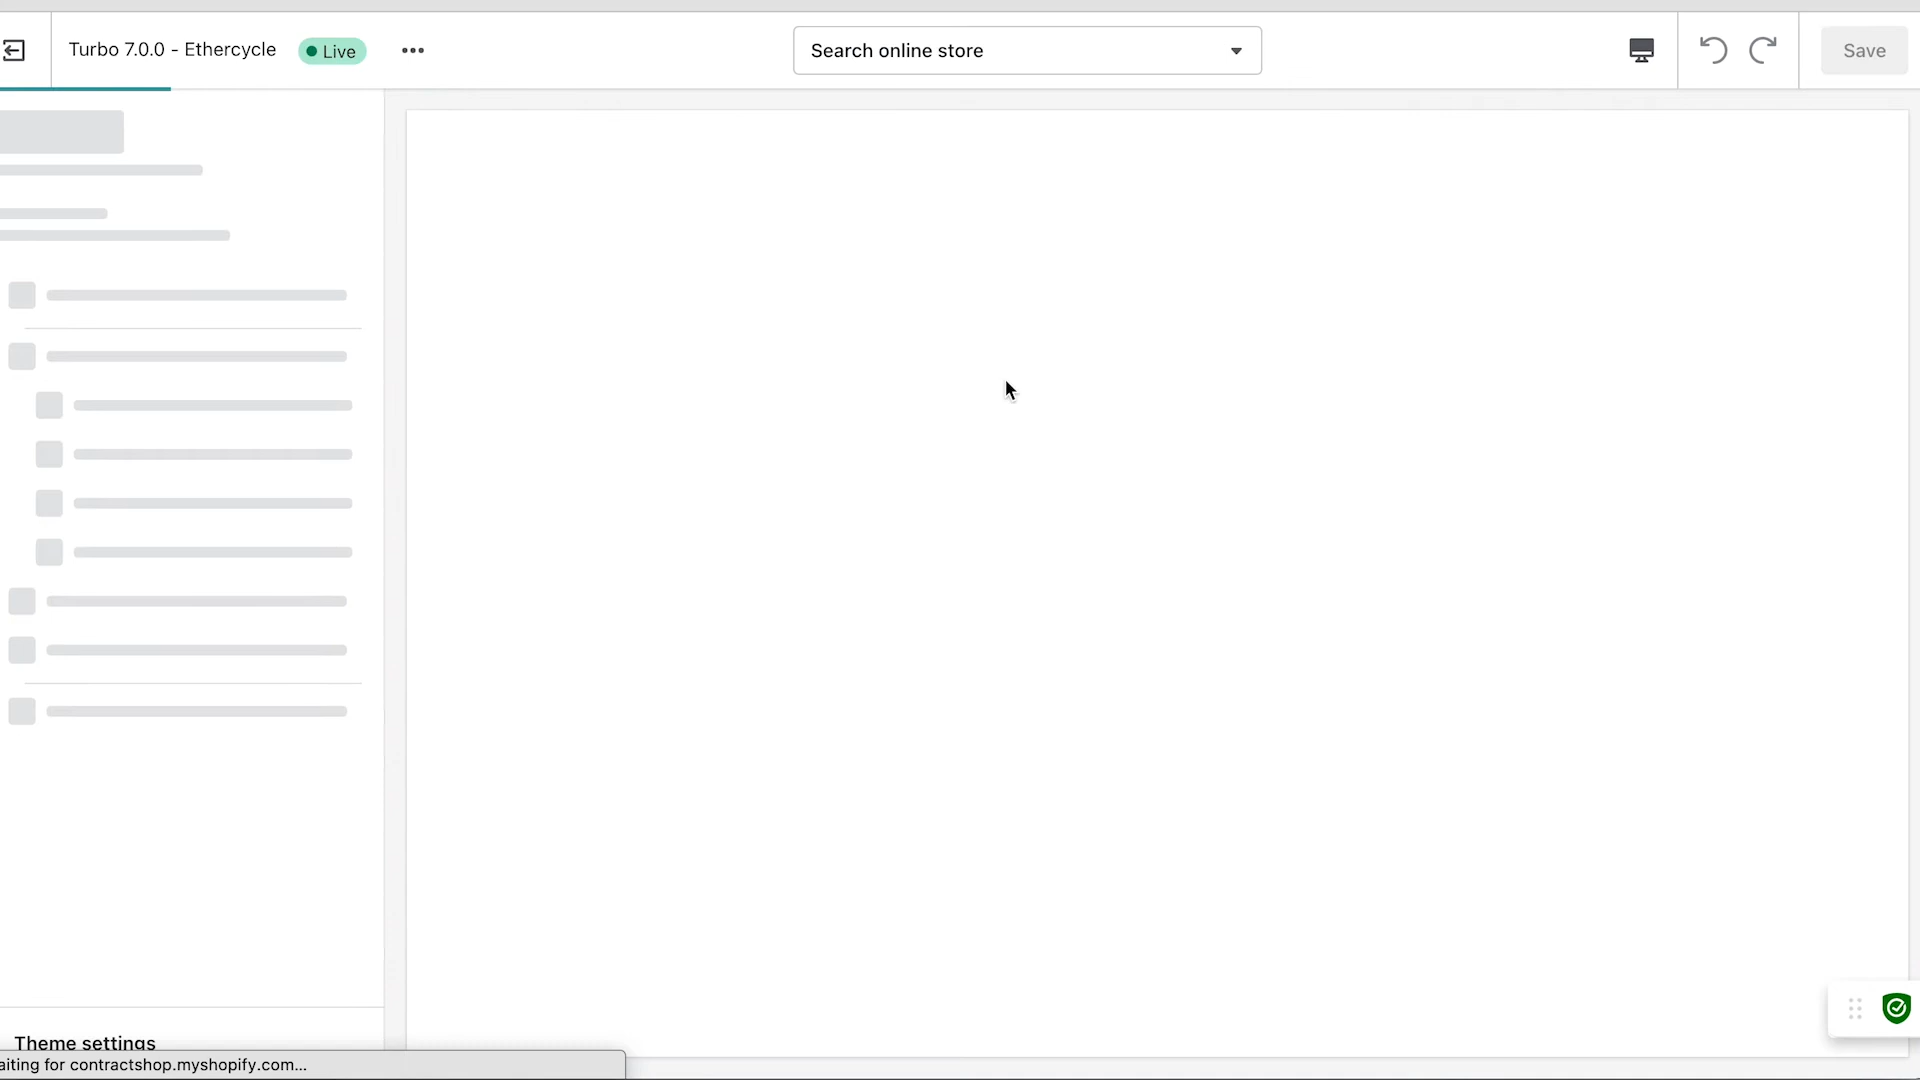 Turbo 7.0.0 - Ethercycle
Live
Search online store
Save
Theme settings
aiting for contractshop.myshopify.com...